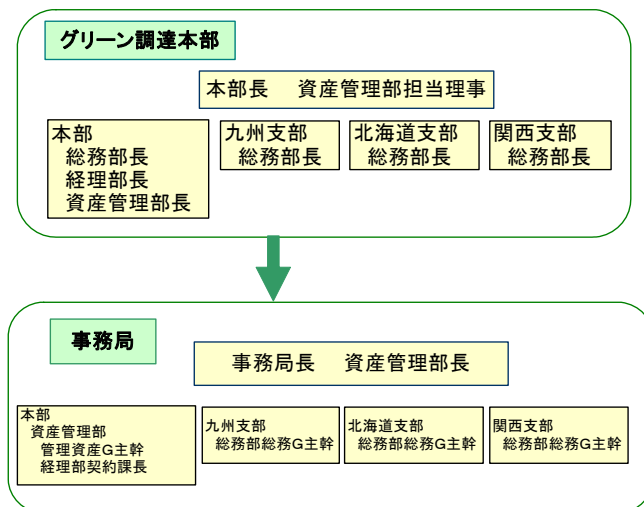 グリーン調達本部
本部長　資産管理部担当理事
本部
総務部長
経理部長
資産管理部長
九州支部
総務部長
北海道支部
総務部長
関西支部
総務部長
事務局
事務局長　資産管理部長
本部
資産管理部
管理資産G主幹
経理部契約課長
九州支部
総務部総務G主幹
北海道支部
総務部総務G主幹
関西支部
総務部総務G主幹